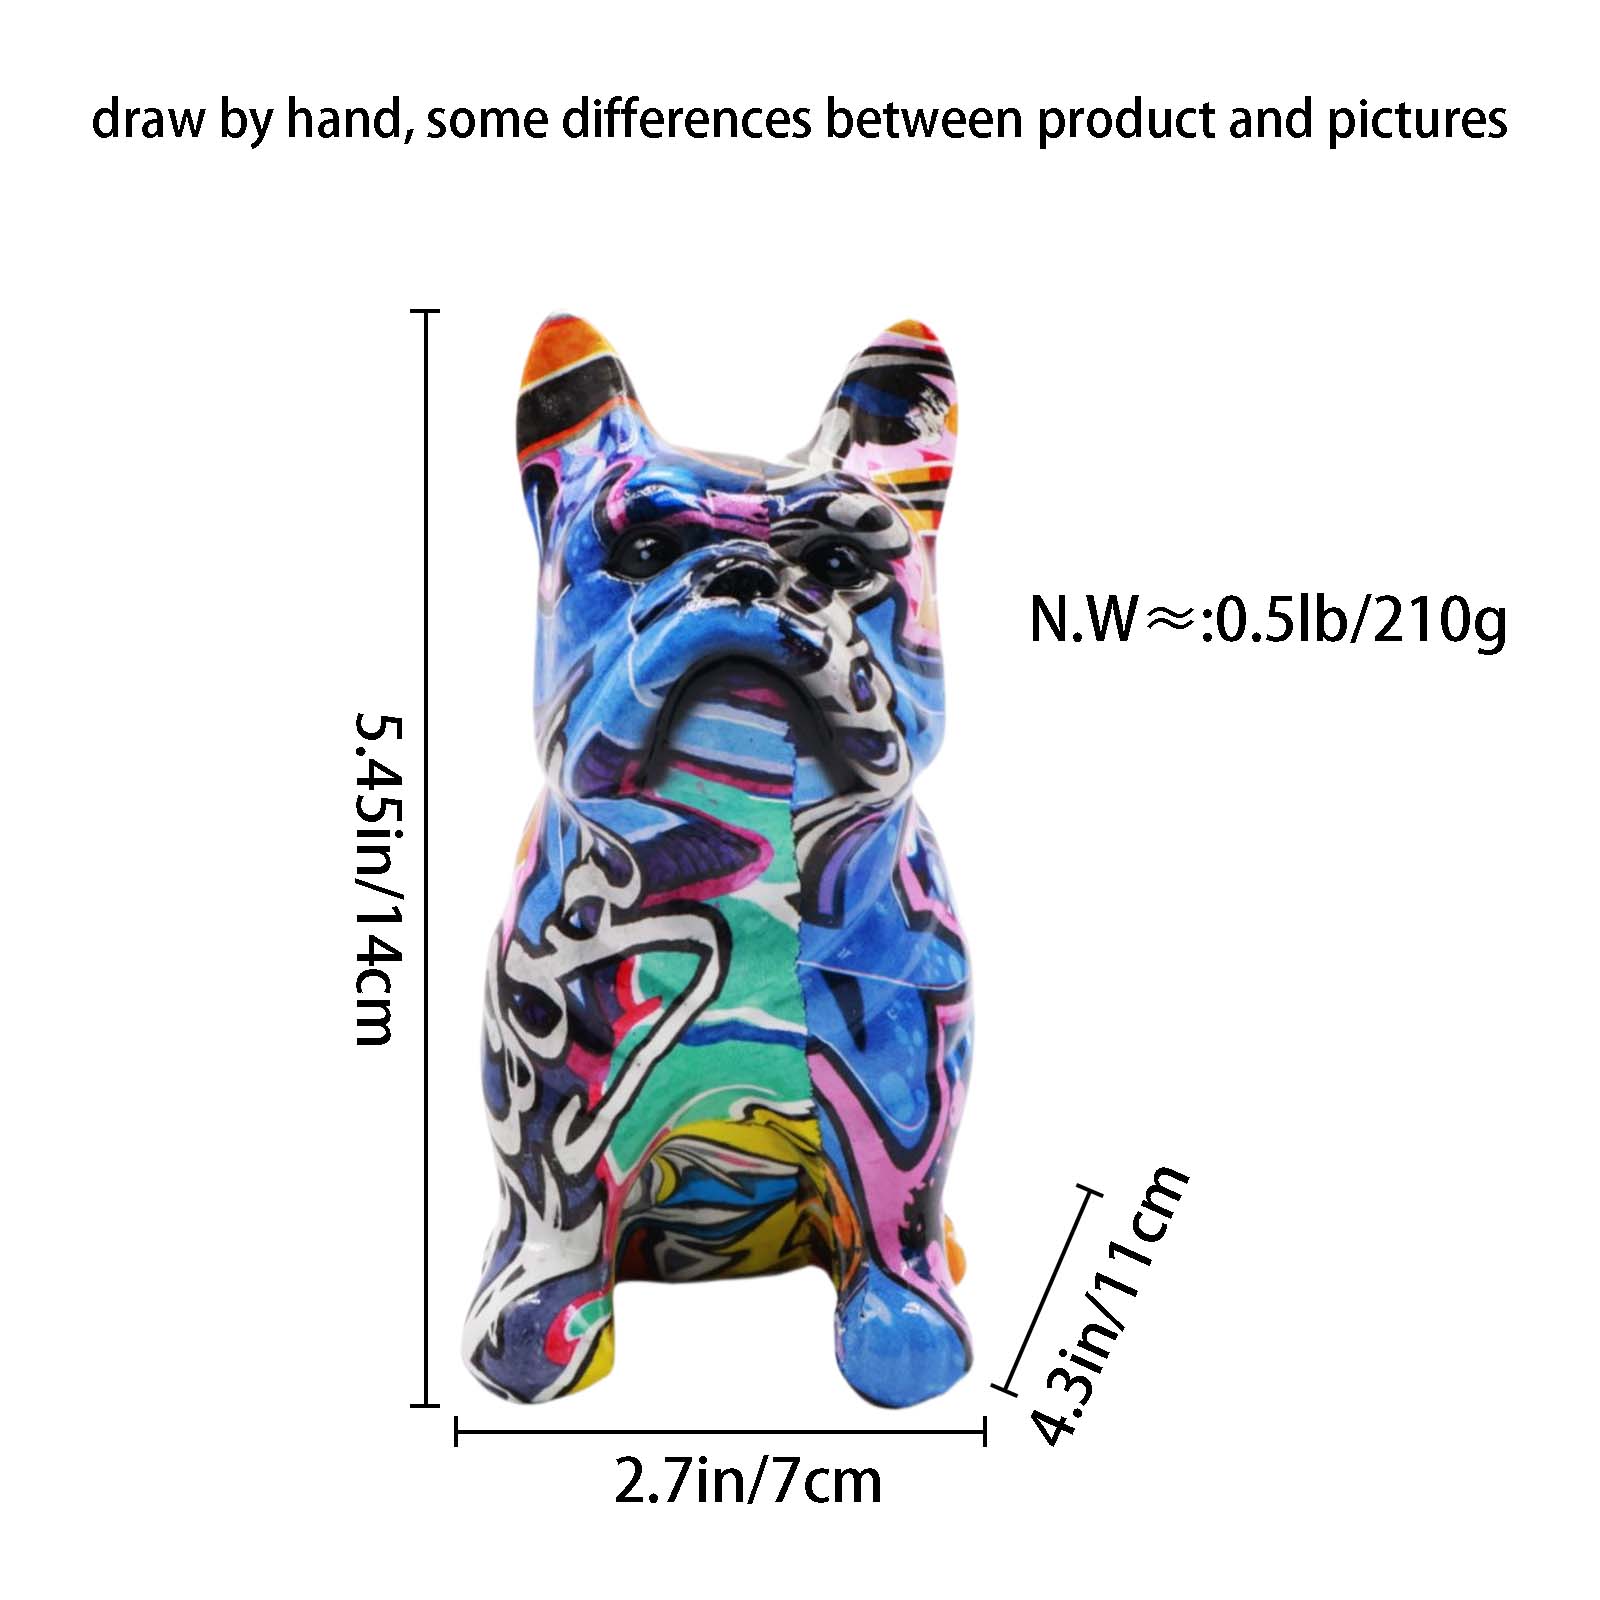 draw by hand, some differences between product and pictures
N.W≈:0.5lb/210g
5.45in/14cm
4.3in/11cm
2.7in/7cm